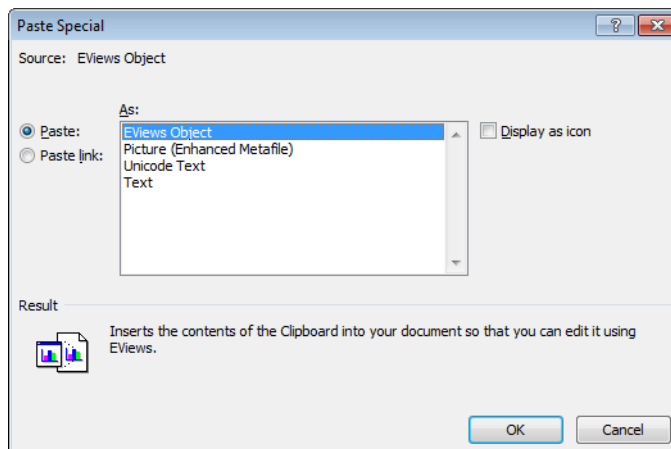 Paste Special
Source: EViews Object
As:
Paste:
Paste link:
EViews Object
Picture (Enhanced Metafile)
Unicode Text
Text
Display as icon
Result
Inserts the contents of the Clipboard into your document so that you can edit it using
EViews.
OK
Cancel